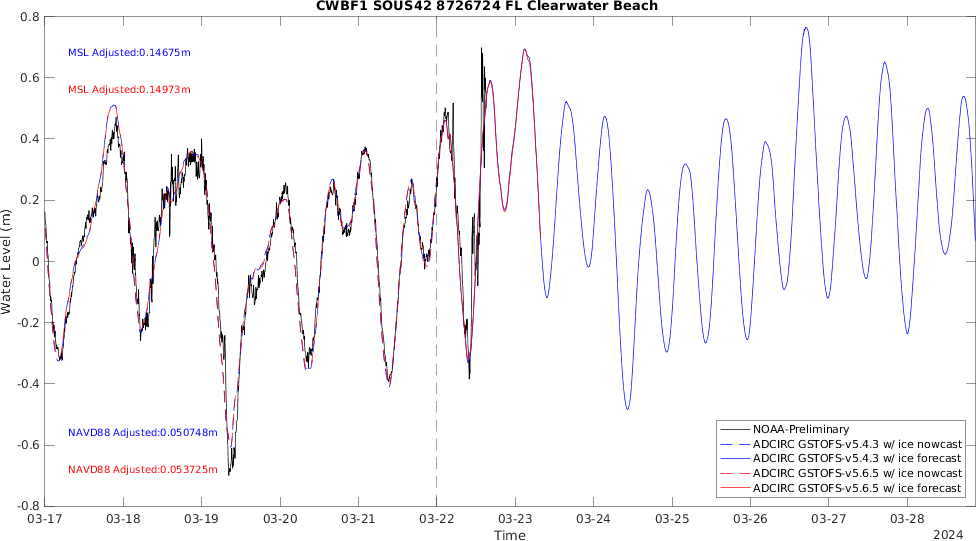 CWBF1 SOUS42 8726724 FL Clearwater Beach
0.8
0.6
0.4
0.2
0
-0.2
-0.4
-0.6
-0.8
Water Level (m)
MSL Adjusted:0.14675m
MSL Adjusted:0.14973m
NAVD88 Adjusted:0.050748m
NAVD88 Adjusted:0.053725m
NOAA-Preliminary
ADCIRC GSTOFS-v5.4.3 w/ ice nowcast
ADCIRC GSTOFS-v5.4.3 w/ ice forecast
ADCIRC GSTOFS-v5.6.5 w/ ice nowcast
ADCIRC GSTOFS-v5.6.5 w/ ice forecast
03-17 03-18 03-19 03-20 03-21 03-22 03-23 03-24 03-25 03-26 03-27 03-28
Time
2024